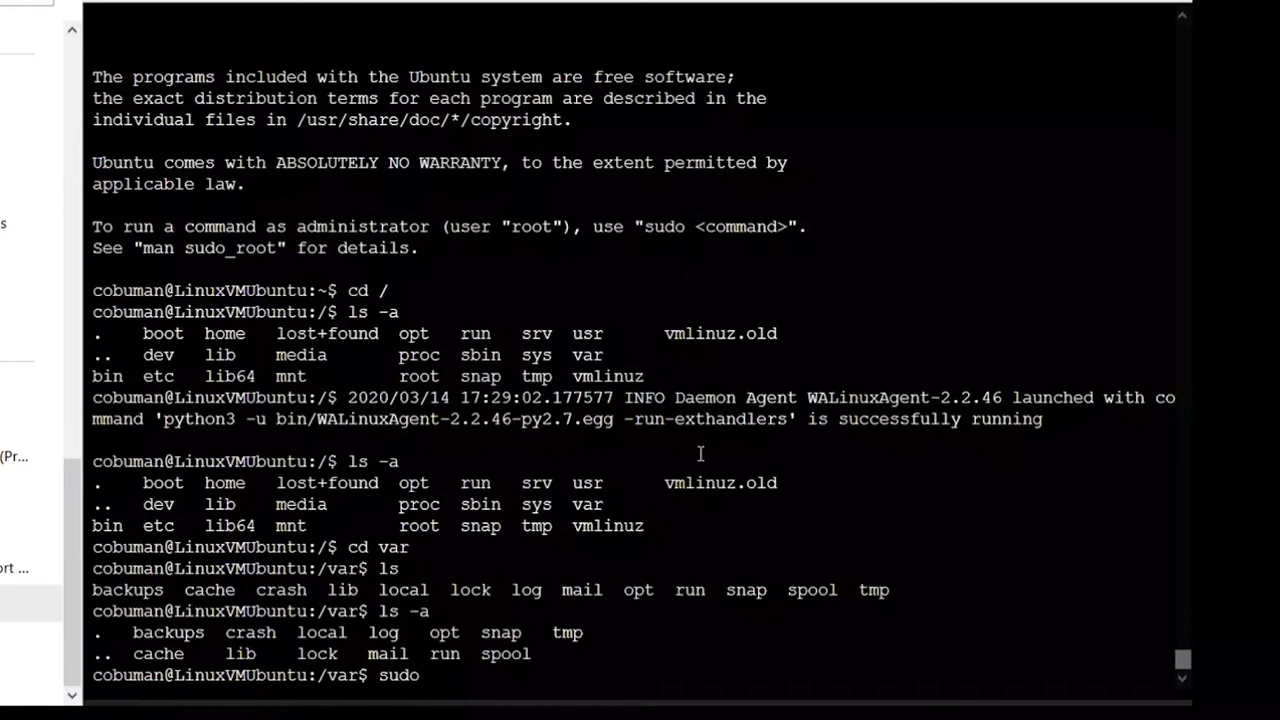 The programs included with the Ubuntu system are free software;
the exact distribution terms for each program are described in the
individual files in /usr/share/doc/*/copyright.
Ubuntu comes with ABSOLUTELY NO WARRANTY, to the extent permitted by
applicable law.
s
To run a command as administrator (user "root"), use "sudo <command>".
See "man sudo_root" for details.
cobuman@LinuxVMUbuntu:~$ cd /
cobuman@LinuxVMUbuntu:/$ ls -a
.    boot  home   lost+found  opt   run   srv  usr      vmlinuz.old
..   dev   lib    media       proc  sbin  sys  var
bin  etc   lib64  mnt         root  snap  tmp  vmlinuz
cobuman@LinuxVMUbuntu:/$ 2020/03/14 17:29:02.177577 INFO Daemon Agent WALinuxAgent-2.2.46 launched with co
mmand 'python3 -u bin/WALinuxAgent-2.2.46-py2.7.egg -run-exthandlers' is successfully running
(Pr...
cobuman@LinuxVMUbuntu:/$ ls -a
.    boot  home   lost+found  opt   run   srv  usr      vmlinuz.old
..   dev   lib    media       proc  sbin  sys  var
bin  etc   lib64  mnt         root  snap  tmp  vmlinuz
cobuman@LinuxVMUbuntu:/$ cd var
cobuman@LinuxVMUbuntu:/var$ ls
ort ...
backups  cache  crash  lib  local  lock  log  mail  opt  run  snap  spool  tmp
cobuman@LinuxVMUbuntu:/var$ ls -a
.   backups  crash  local  log   opt  snap   tmp
..  cache    lib    lock   mail  run  spool
cobuman@LinuxVMUbuntu:/var$ sudo